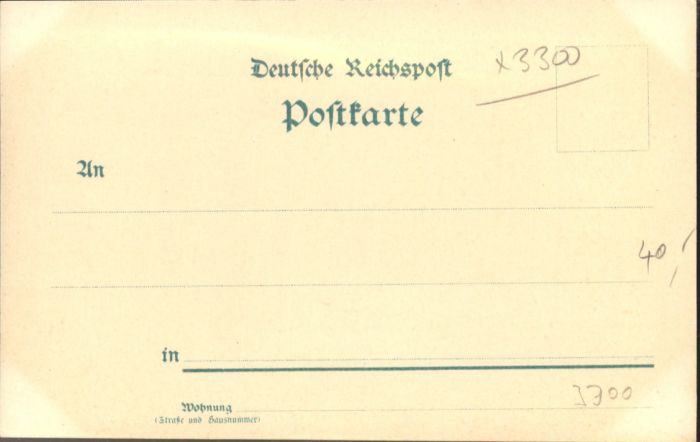 Deutsche Reichspost
x3300
Postkarte
An
40,-
in
3700
Wohnung
(Straße und Hausnummer)